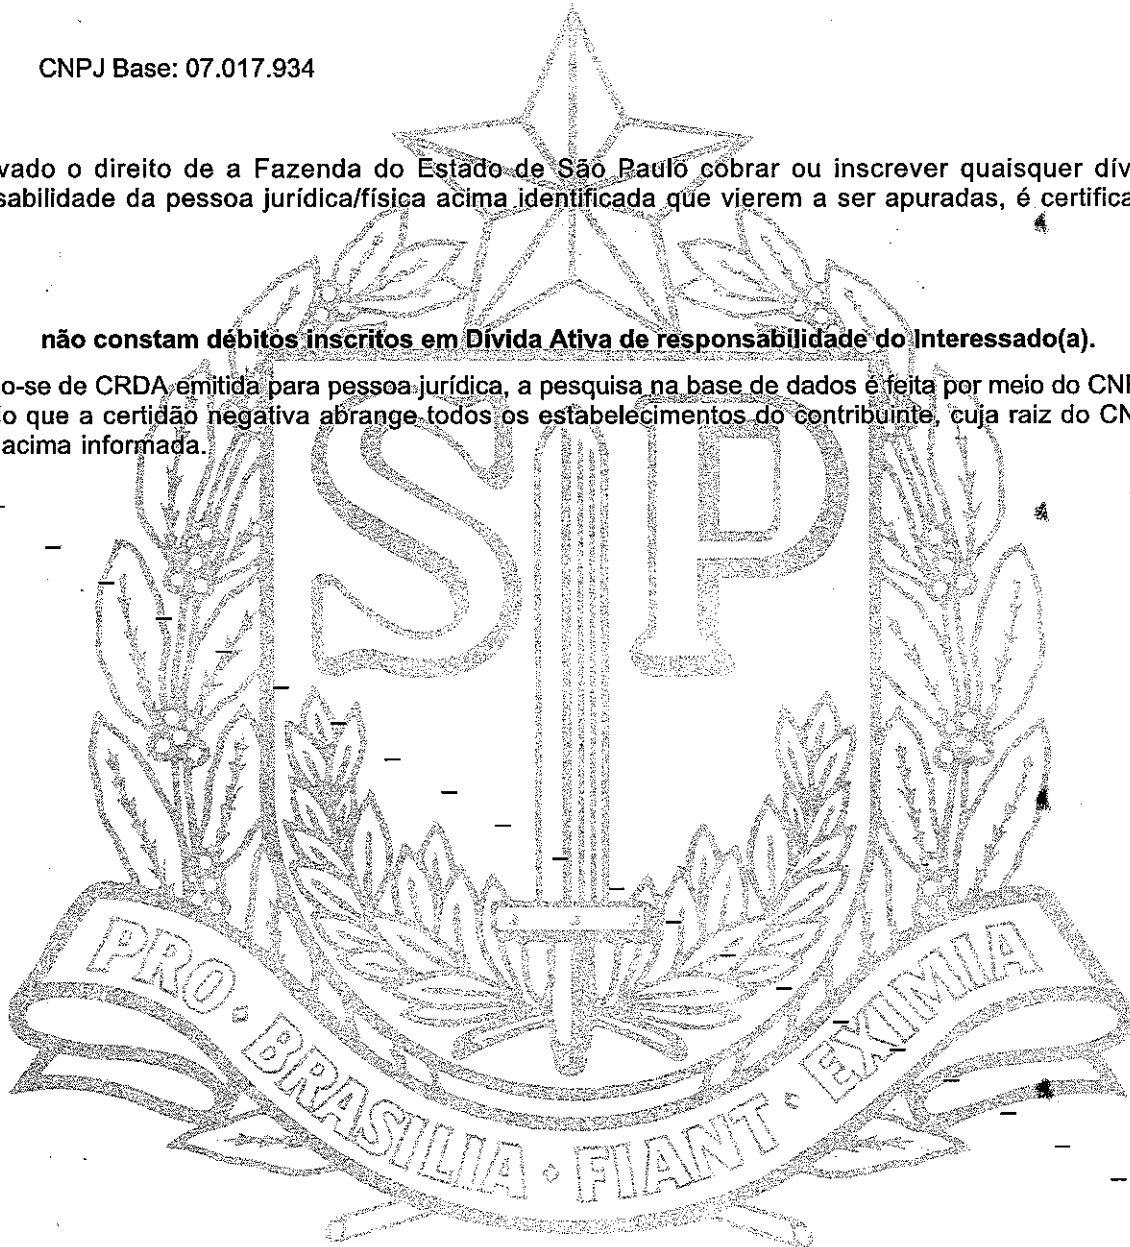 CNPJ Base: 07.017.934
vado o direito de a Fazenda do Estado de São Paulo cobrar ou inscrever quaisquer dív
sabilidade da pessoa jurídica/física acima identificada que vierem a ser apuradas, é certifica
não constam débitos inscritos em Dívida Ativa de responsabilidade do Interessado(a).
o-se de CRDA emitida para pessoa jurídica, a pesquisa na base de dados é feita por meio do CNP
o que a certidão negativa abrange todos os estabelecimentos do contribuinte, cuja raiz do CN
acima informada.
SP
PRO BRASILIA FIANT EXIMIA